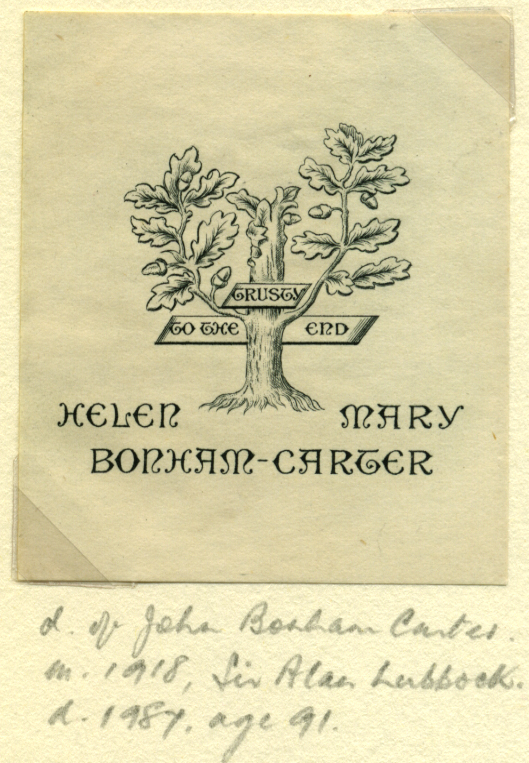 TRUSTY
TO THE END
HELEN MARY
BONHAM-CARTER
d. of John Bonham Carter.
m. 1918, Sir Alan Lubbock.
d. 1987, age 91.